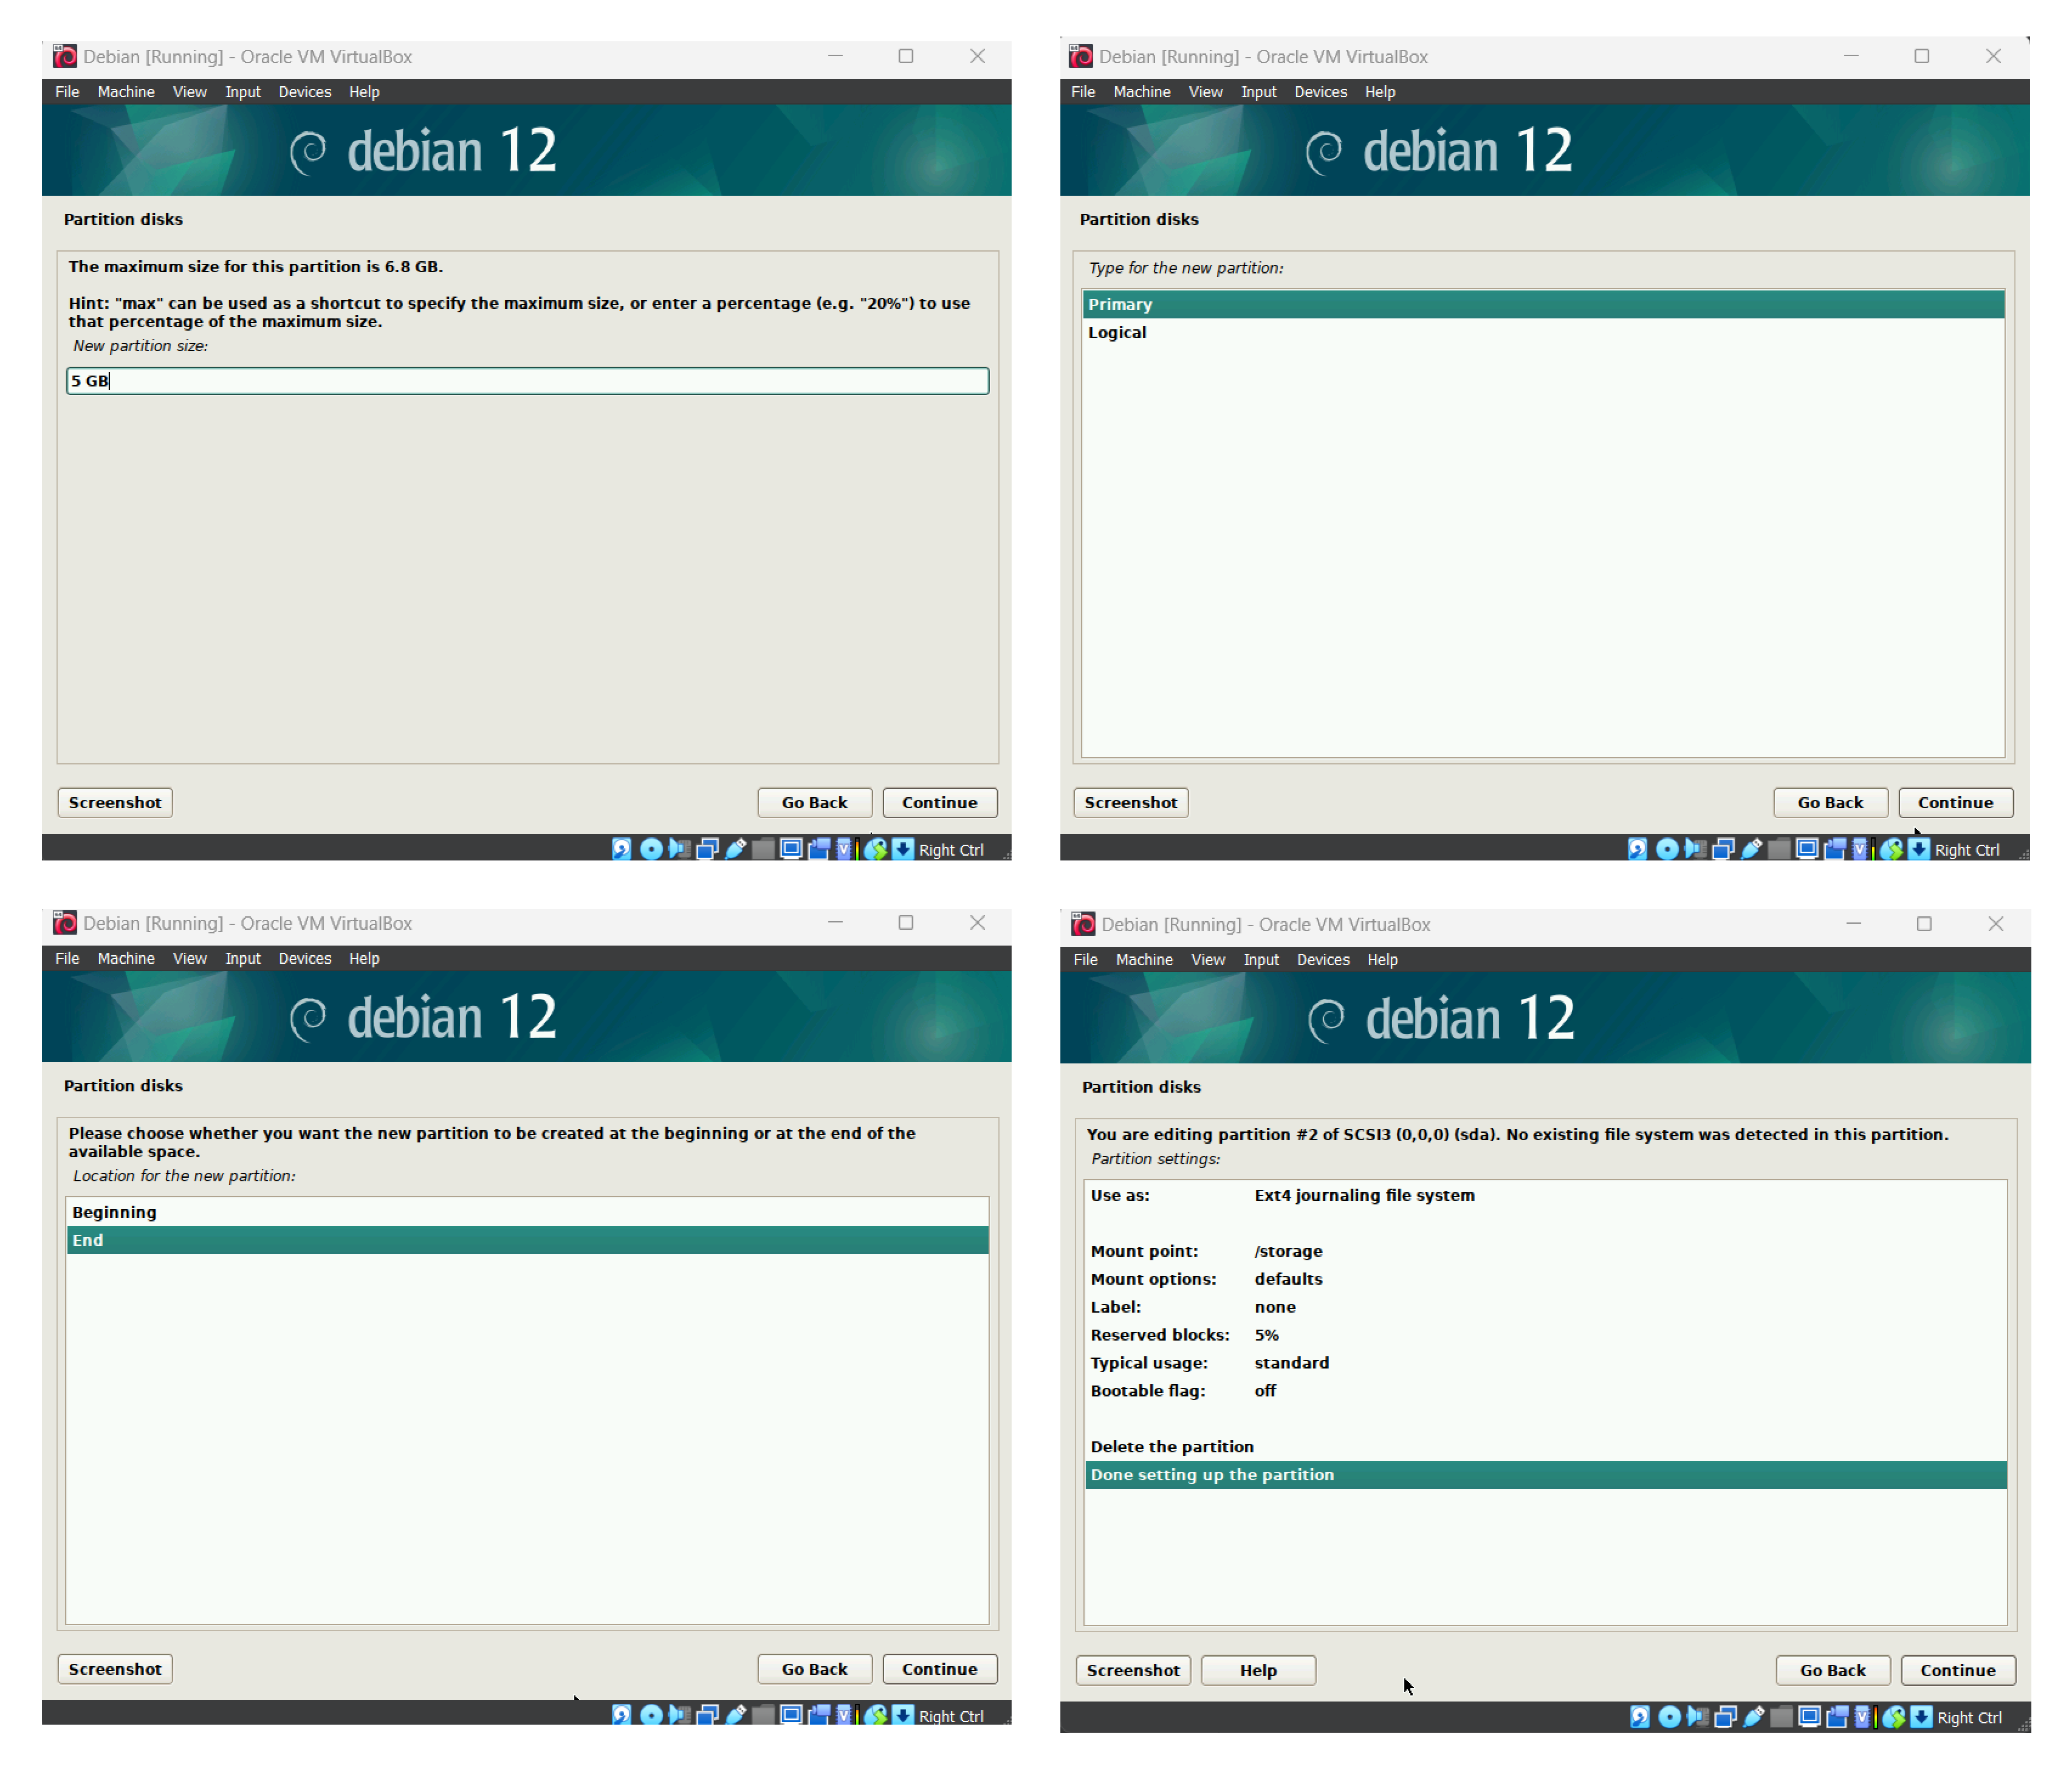 Debian [Running] - Oracle VM VirtualBox
File Machine View Input Devices Help
debian 12
Partition disks
The maximum size for this partition is 6.8 GB.
Hint: "max" can be used as a shortcut to specify the maximum size, or enter a percentage (e.g. "20%") to use
that percentage of the maximum size.
New partition size:
5 GB
Screenshot Go Back Continue
Right Ctrl
Debian [Running] - Oracle VM VirtualBox
File Machine View Input Devices Help
debian 12
Partition disks
Type for the new partition:
Primary
Logical
Screenshot Go Back Continue
Right Ctrl
Debian [Running] - Oracle VM VirtualBox
File Machine View Input Devices Help
debian 12
Partition disks
Please choose whether you want the new partition to be created at the beginning or at the end of the
available space.
Location for the new partition:
Beginning
End
Screenshot Go Back Continue
Right Ctrl
Debian [Running] - Oracle VM VirtualBox
File Machine View Input Devices Help
debian 12
Partition disks
You are editing partition #2 of SCSI3 (0,0,0) (sda). No existing file system was detected in this partition.
Partition settings:
Use as: Ext4 journaling file system
Mount point: /storage
Mount options: defaults
Label: none
Reserved blocks: 5%
Typical usage: standard
Bootable flag: off
Delete the partition
Done setting up the partition
Screenshot Help Go Back Continue
Right Ctrl